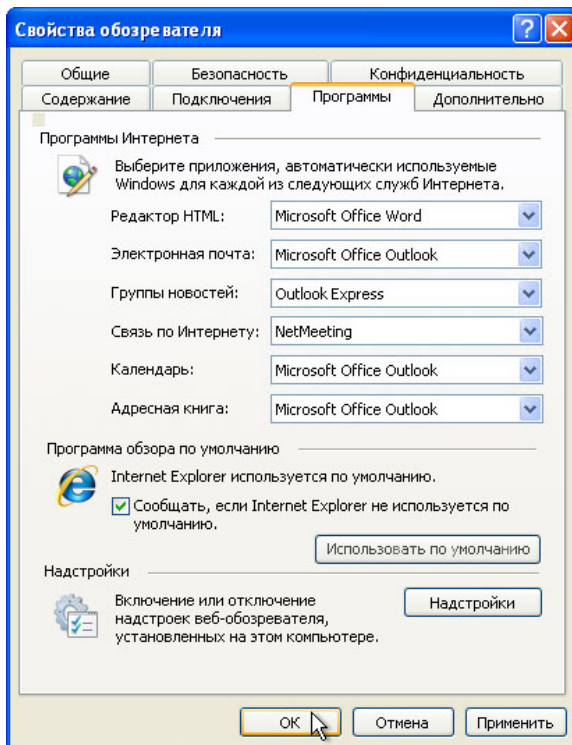 Свойства обозревателя
Общие Безопасность Конфиденциальность
Содержание Подключения Программы Дополнительно
Программы Интернета
Выберите приложения, автоматически используемые
Windows для каждой из следующих служб Интернета.
Редактор HTML: Microsoft Office Word
Электронная почта: Microsoft Office Outlook
Группы новостей: Outlook Express
Связь по Интернету: NetMeeting
Календарь: Microsoft Office Outlook
Адресная книга: Microsoft Office Outlook
Программа обзора по умолчанию
Internet Explorer используется по умолчанию.
Сообщать, если Internet Explorer не используется по
умолчанию.
Использовать по умолчанию
Надстройки
Включение или отключение
надстроек веб-обозревателя,
установленных на этом компьютере.
Надстройки
ОК Отмена Применить